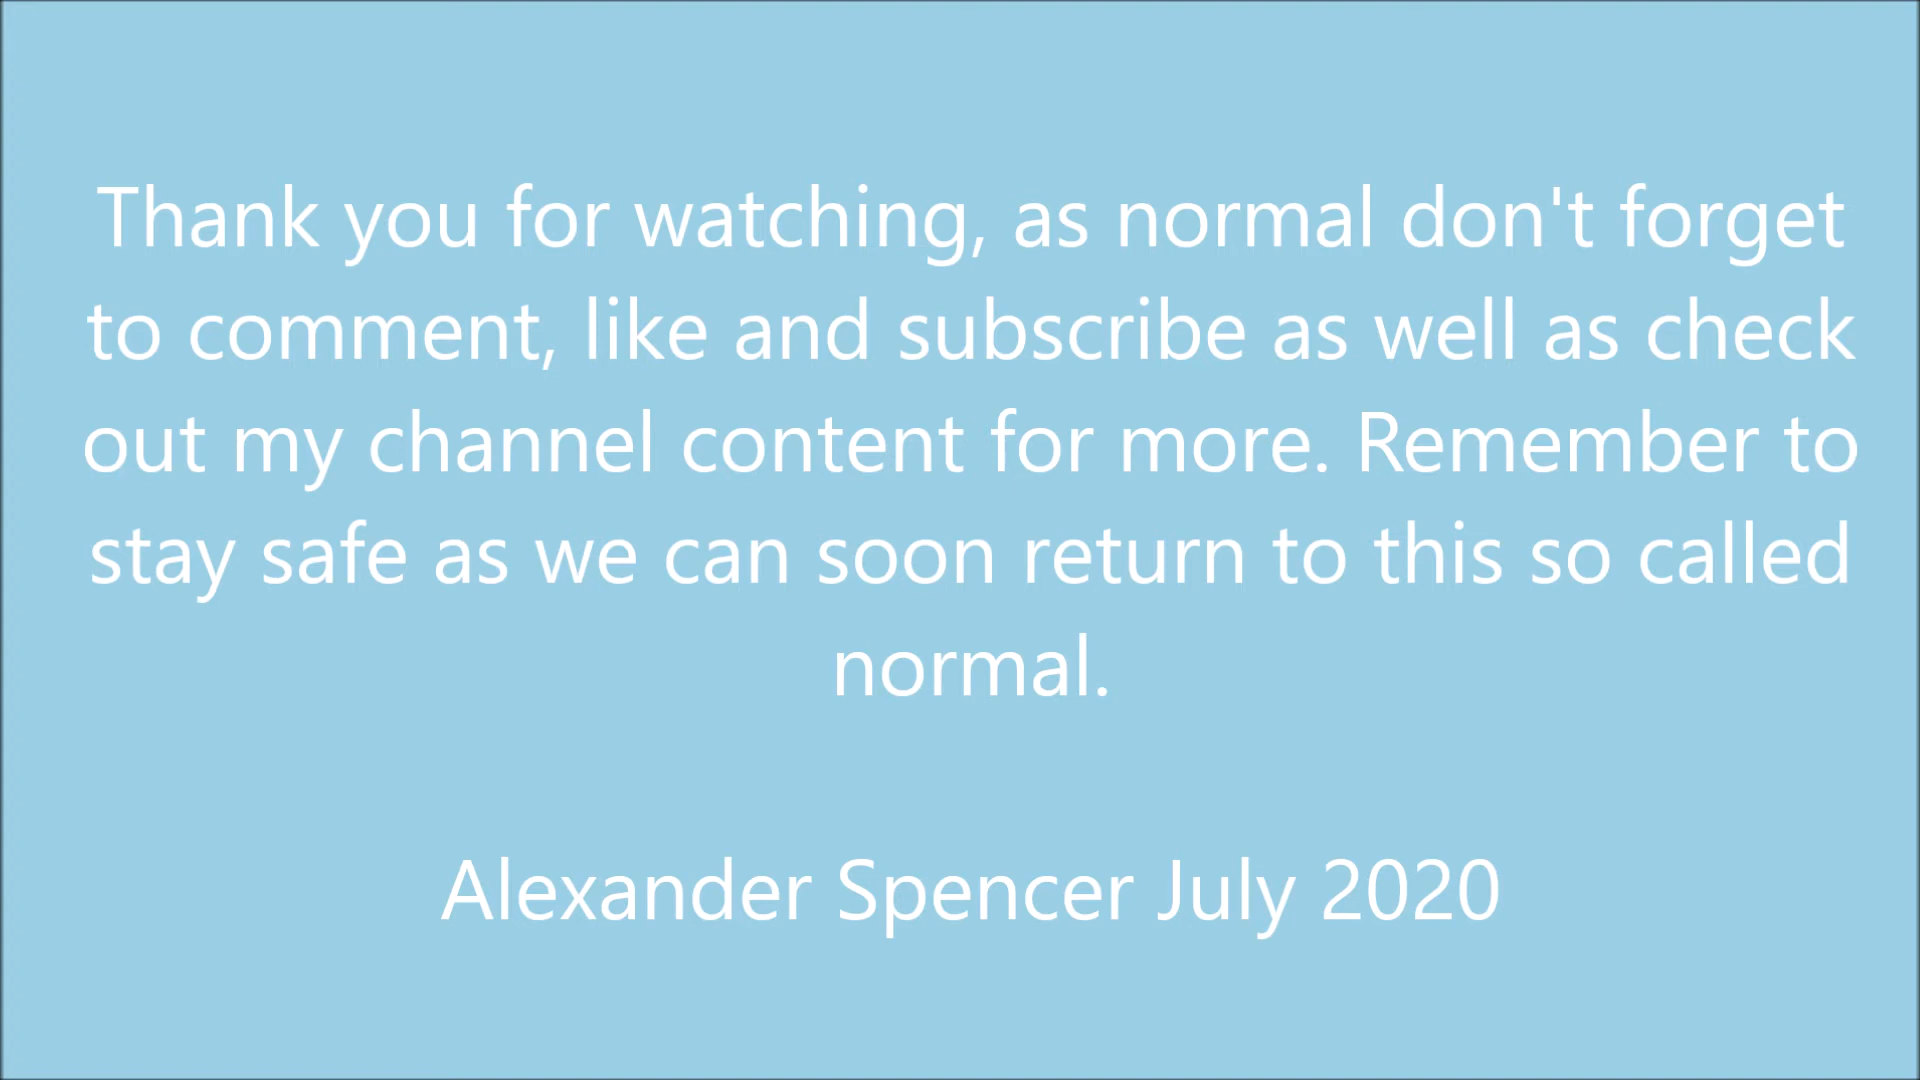 Thank you for watching, as normal don't forget
to comment, like and subscribe as well as check
out my channel content for more. Remember to
stay safe as we can soon return to this so called
normal.
Alexander Spencer July 2020